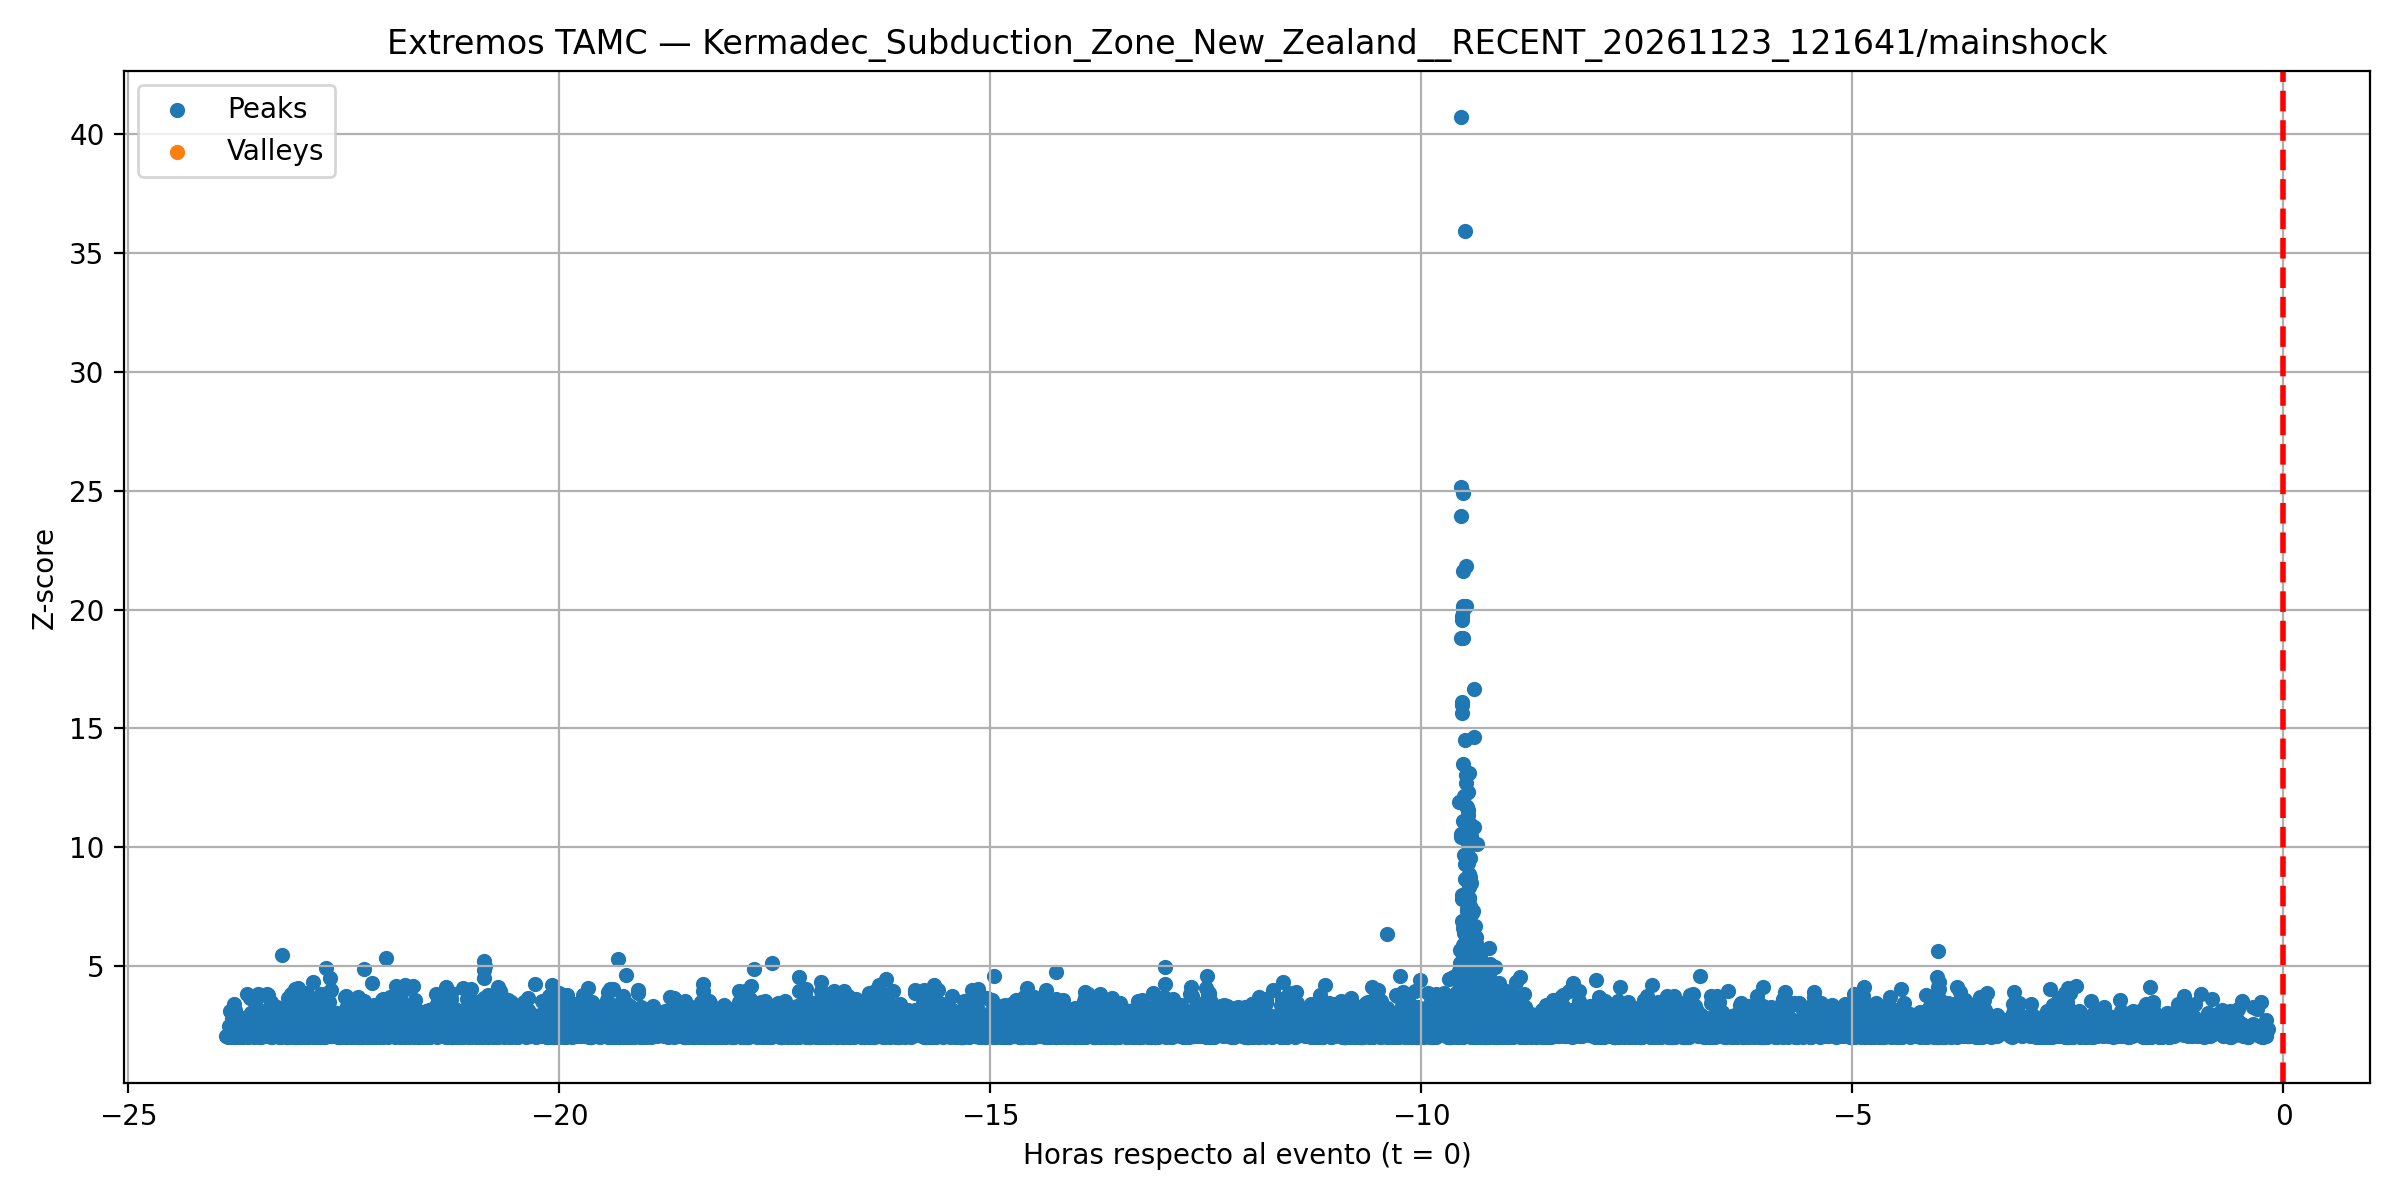 Extremos TAMC — Kermadec_Subduction_Zone_New_Zealand__RECENT_20261123_121641/mainshock
Peaks
Valleys
40
35
30
25
20
15
10
5
Z-score
−25
−20
−15
−10
−5
0
Horas respecto al evento (t = 0)